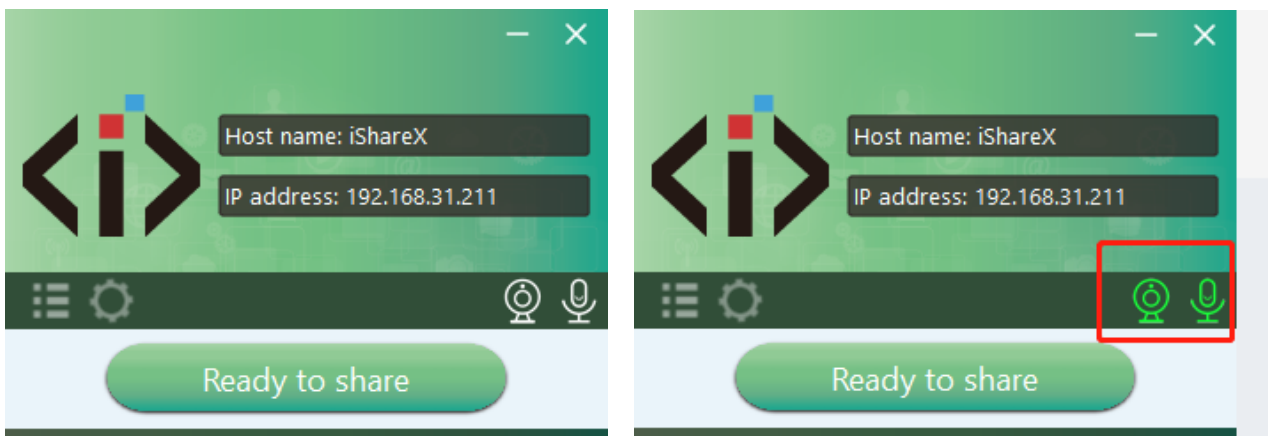 Host name: iShareX
IP address: 192.168.31.211
Ready to share
Host name: iShareX
IP address: 192.168.31.211
Ready to share